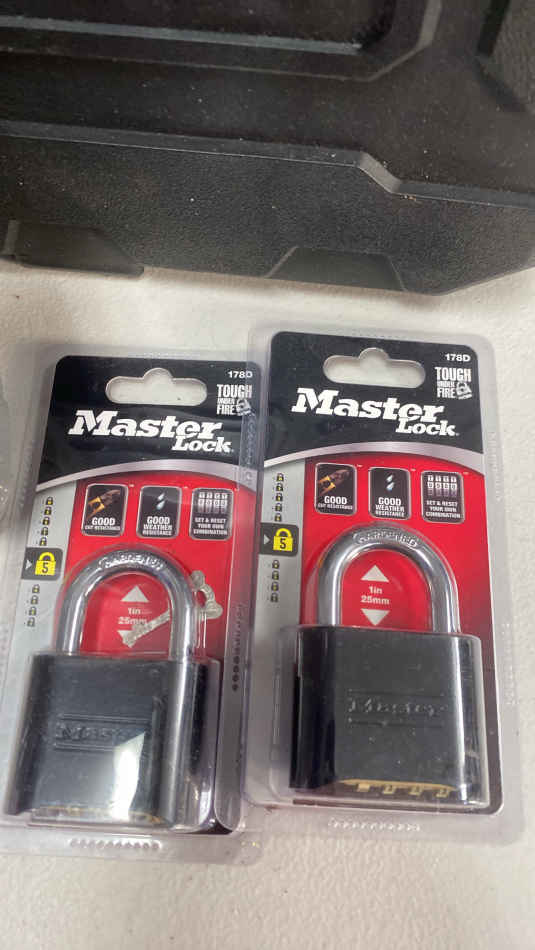 178D
TOUGH
UNDER
FIRE
Master
Lock
GOOD
CUT RESISTANCE
GOOD
WEATHER
RESISTANCE
SET & RESET
YOUR OWN
COMBINATION
5
HARDENED
1in
25mm
Master
178D
TOUGH
UNDER
FIRE
Master
Lock
GOOD
CUT RESISTANCE
GOOD
WEATHER
RESISTANCE
SET & RESET
YOUR OWN
COMBINATION
5
HARDENED
1in
25mm
Master